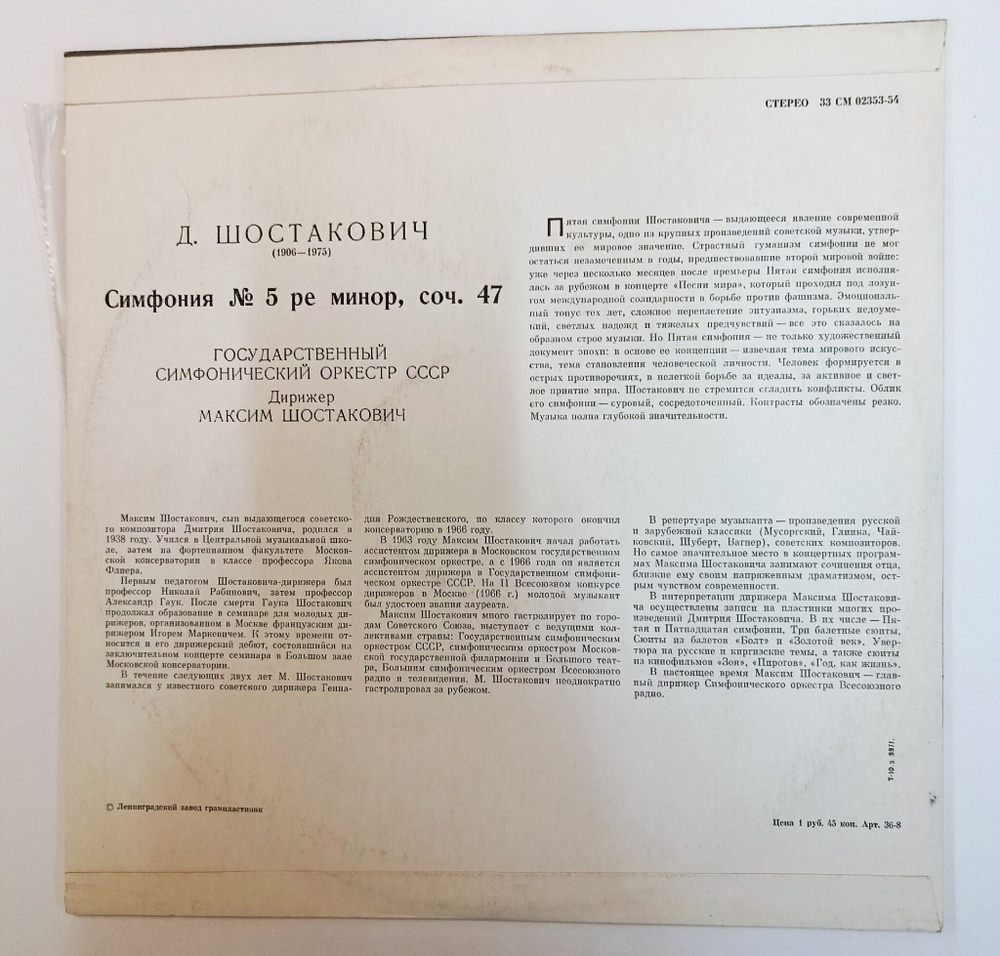 СТЕРЕО 33 СМ 02353-54
Д. ШОСТАКОВИЧ
(1906—1975)
Симфония № 5 ре минор, соч. 47
ГОСУДАРСТВЕННЫЙ
СИМФОНИЧЕСКИЙ ОРКЕСТР СССР
Дирижер
МАКСИМ ШОСТАКОВИЧ
Пятая симфония Шостаковича — выдающееся явление современной
культуры, одно из крупных произведений советской музыки, утвер-
дивших ее мировое значение. Страстный гуманизм симфонии не мог
остаться незамеченным в годы, предшествовавшие второй мировой войне:
уже через несколько месяцев после премьеры Пятая симфония исполня-
лась за рубежом в концерте «Песни мира», который проходил под лозун-
гом международной солидарности в борьбе против фашизма. Эмоциональ-
ный тонус тех лет, сложное переплетение энтузиазма, горьких недоуме-
ний, светлых надежд и тяжелых предчувствий — все это сказалось на
образном строе музыки. Но Пятая симфония — не только художественный
документ эпохи: в основе ее концепции — извечная тема мирового искус-
ства, тема становления человеческой личности. Человек формируется в
острых противоречиях, в нелегкой борьбе за идеалы, за активное и свет-
лое приятие мира. Шостакович не стремится сгладить конфликты. Облик
его симфонии — суровый, сосредоточенный. Контрасты обозначены резко.
Музыка полна глубокой значительности.
Максим Шостакович, сын выдающегося советско-
го композитора Дмитрия Шостаковича, родился в
1938 году. Учился в Центральной музыкальной шко-
ле, затем на фортепианном факультете Москов-
ской консерватории в классе профессора Якова
Флиера.
Первым педагогом Шостаковича-дирижера был
профессор Николай Рабинович, затем профессор
Александр Гаук. После смерти Гаука Шостакович
продолжал образование в семинаре для молодых ди-
рижеров, организованном в Москве французским ди-
рижером Игорем Маркевичем. К этому времени от-
носится и его дирижерский дебют, состоявшийся на
заключительном концерте семинара в Большом зале
Московской консерватории.
В течение следующих двух лет М. Шостакович
занимался у известного советского дирижера Генна-
дия Рождественского, по классу которого окончил
консерваторию в 1966 году.
В 1963 году Максим Шостакович начал работать
ассистентом дирижера в Московском государственном
симфоническом оркестре, а с 1966 года он является
ассистентом дирижера в Государственном симфони-
ческом оркестре СССР. На II Всесоюзном конкурсе
дирижеров в Москве (1966 г.) молодой музыкант
был удостоен звания лауреата.
Максим Шостакович много гастролирует по горо-
дам Советского Союза, выступает с ведущими кол-
лективами страны: Государственным симфоническим
оркестром СССР, симфоническим оркестром Москов-
ской государственной филармонии и Большого теат-
ра, Большим симфоническим оркестром Всесоюзного
радио и телевидения. М. Шостакович неоднократно
гастролировал за рубежом.
В репертуаре музыканта — произведения русской
и зарубежной классики (Мусоргский, Глинка, Чай-
ковский, Шуберт, Вагнер), советских композиторов.
Но самое значительное место в концертных програм-
мах Максима Шостаковича занимают сочинения отца,
близкие ему своим напряженным драматизмом, ост-
рым чувством современности.
В интерпретации дирижера Максима Шостакови-
ча осуществлены записи на пластинки многих про-
изведений Дмитрия Шостаковича. В их числе — Пя-
тая и Пятнадцатая симфонии, Три балетные сюиты,
Сюиты из балетов «Болт» и «Золотой век», Увер-
тюра на русские и киргизские темы, а также сюиты
из кинофильмов «Зоя», «Пирогов», «Год, как жизнь».
В настоящее время Максим Шостакович — глав-
ный дирижер Симфонического оркестра Всесоюзного
радио.
© Ленинградский завод грампластинок
Цена 1 руб. 45 коп. Арт. 36-8